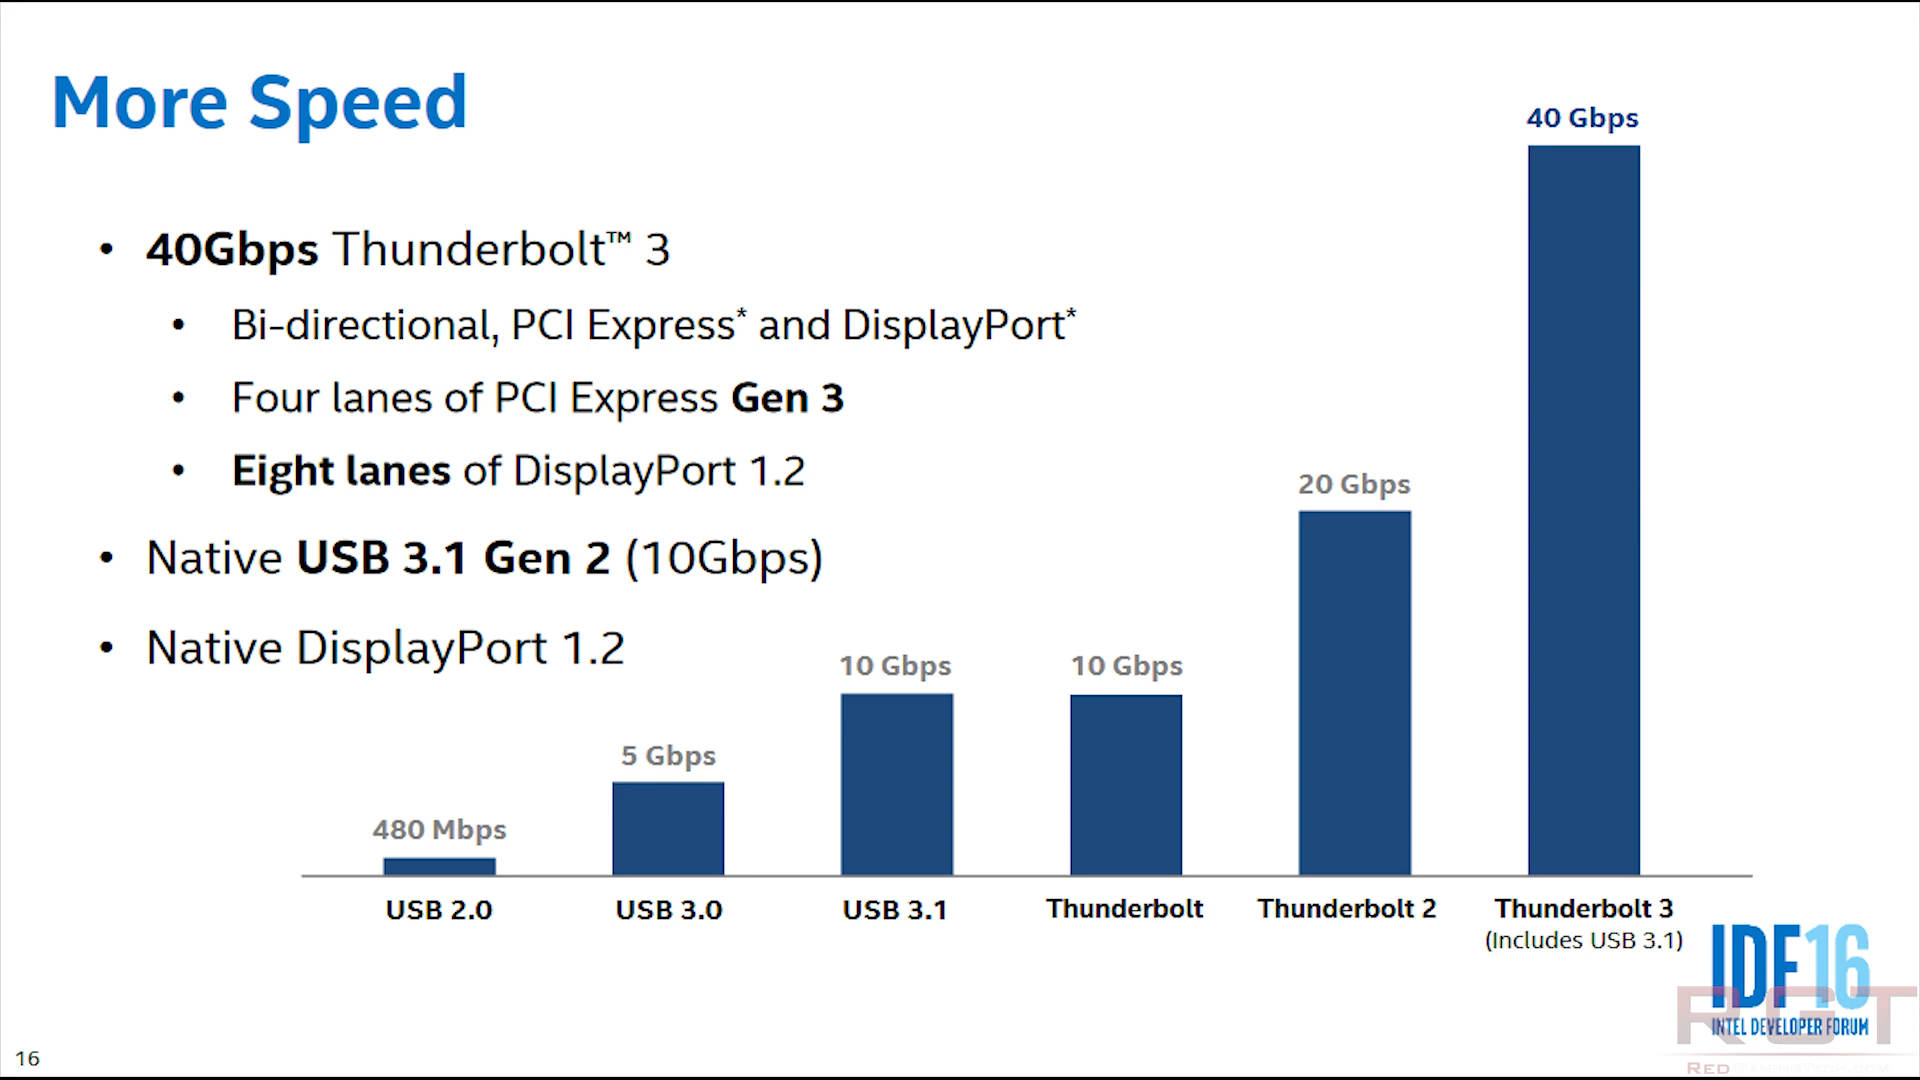 More Speed
• 40Gbps Thunderbolt™ 3
• Bi-directional, PCI Express* and DisplayPort*
• Four lanes of PCI Express Gen 3
• Eight lanes of DisplayPort 1.2
• Native USB 3.1 Gen 2 (10Gbps)
• Native DisplayPort 1.2
480 Mbps
5 Gbps
10 Gbps
10 Gbps
20 Gbps
40 Gbps
USB 2.0
USB 3.0
USB 3.1
Thunderbolt
Thunderbolt 2
Thunderbolt 3
(Includes USB 3.1)
IDF16
INTEL DEVELOPER FORUM
RGT
RED
16